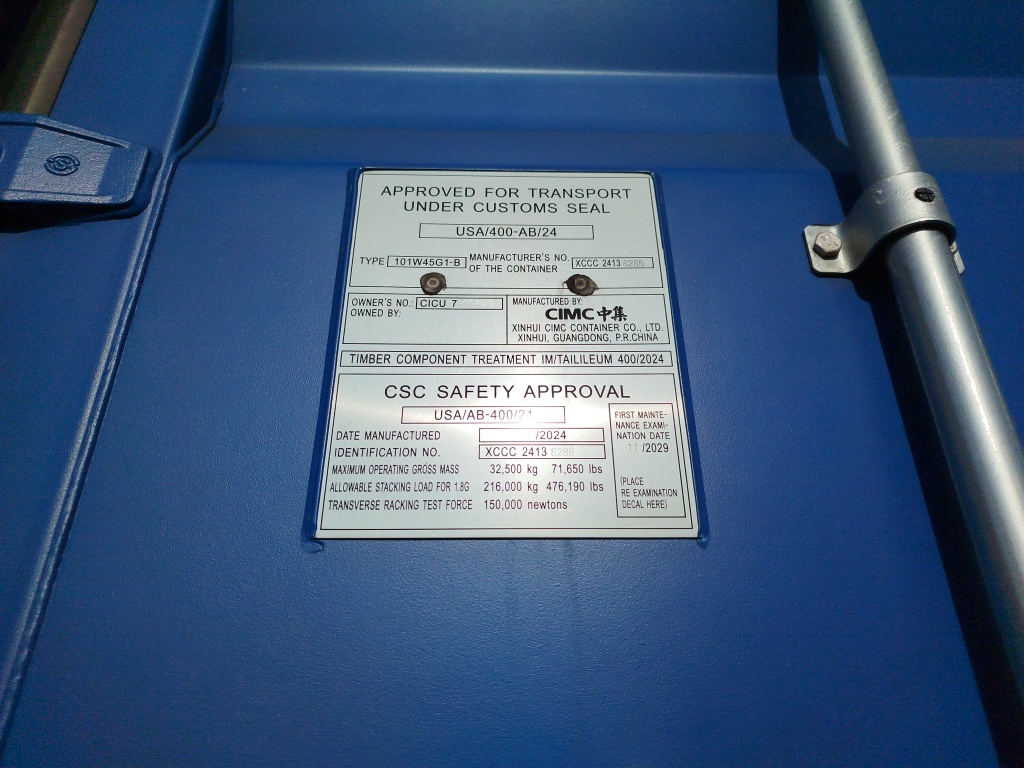 APPROVED FOR TRANSPORT
UNDER CUSTOMS SEAL
USA/400-AB/24
TYPE 101W45G1-B MANUFACTURER'S NO. OF THE CONTAINER XCCC 2413 8286
OWNER'S NO.: CICU 7
OWNED BY:
MANUFACTURED BY:
CIMC 中集
XINHUI CIMC CONTAINER CO., LTD.
XINHUI, GUANGDONG, P.R.CHINA
TIMBER COMPONENT TREATMENT IM/TAILILEUM 400/2024
CSC SAFETY APPROVAL
USA/AB-400/24
DATE MANUFACTURED /2024
IDENTIFICATION NO. XCCC 2413 8286
MAXIMUM OPERATING GROSS MASS 32,500 kg 71,650 lbs
ALLOWABLE STACKING LOAD FOR 1.8G 216,000 kg 476,190 lbs
TRANSVERSE RACKING TEST FORCE 150,000 newtons
FIRST MAINTE-
NANCE EXAMI-
NATION DATE
11 /2029
(PLACE
RE EXAMINATION
DECAL HERE)